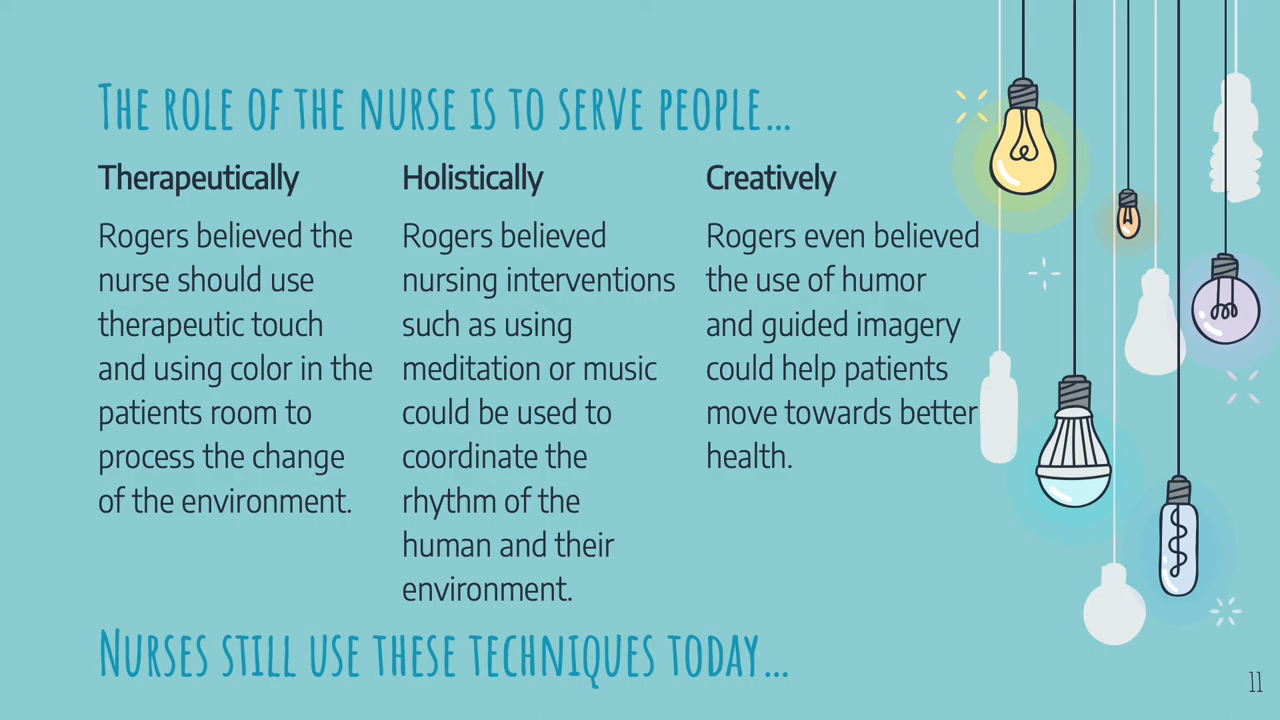 The role of the nurse is to serve people...
Therapeutically
Rogers believed the
nurse should use
therapeutic touch
and using color in the
patients room to
process the change
of the environment.
Holistically
Rogers believed
nursing interventions
such as using
meditation or music
could be used to
coordinate the
rhythm of the
human and their
environment.
Creatively
Rogers even believed
the use of humor
and guided imagery
could help patients
move towards better
health.
Nurses still use these techniques today...
11